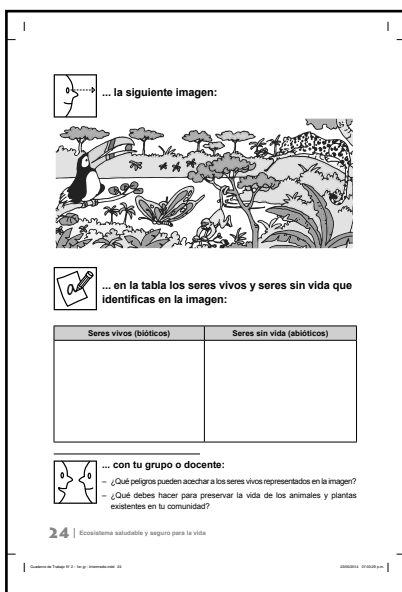 ... la siguiente imagen:
... en la tabla los seres vivos y seres sin vida que
identificas en la imagen:
Seres vivos (bióticos) Seres sin vida (abióticos)
... con tu grupo o docente:
– ¿Qué peligros pueden acechar a los seres vivos representados en la imagen?
– ¿Qué debes hacer para preservar la vida de los animales y plantas
existentes en tu comunidad?
24 | Ecosistema saludable y seguro para la vida